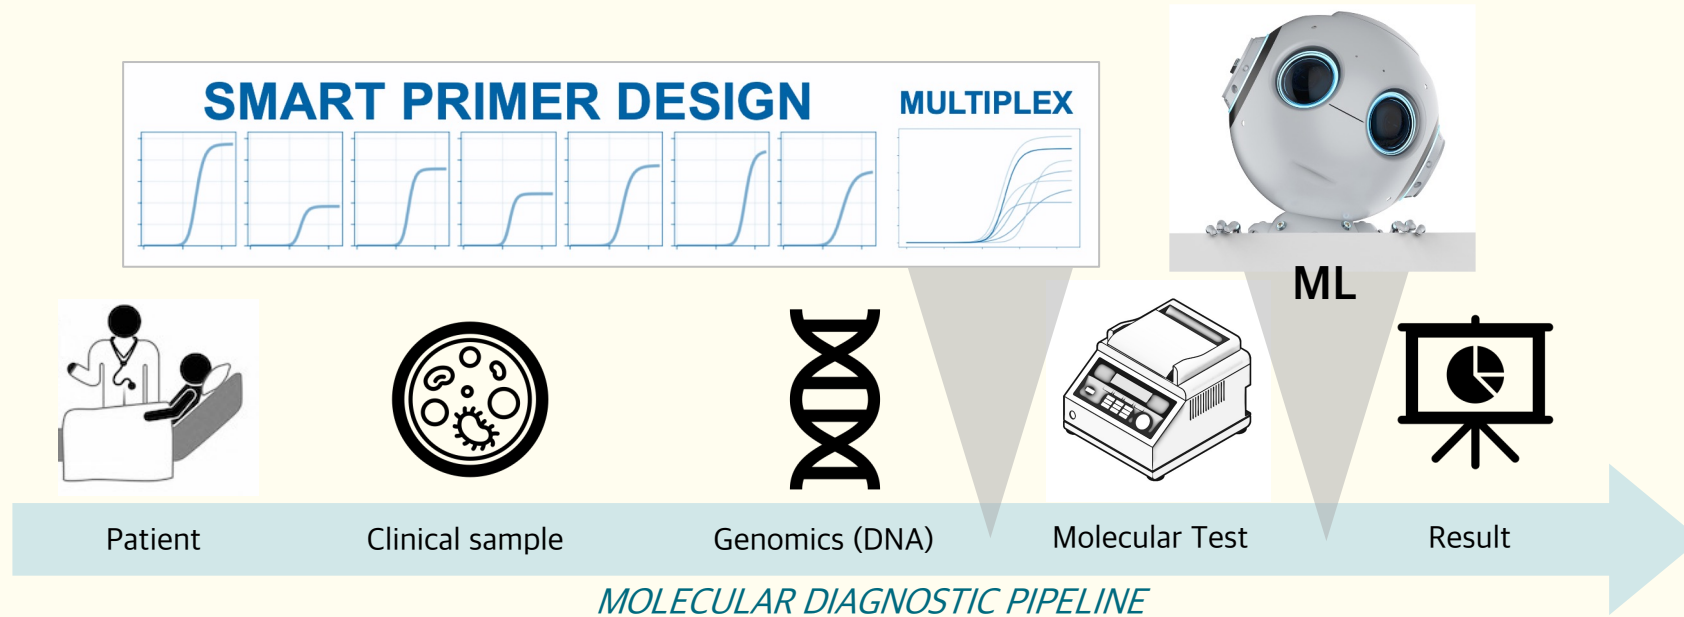 SMART PRIMER DESIGN
MULTIPLEX
ML
Patient
Clinical sample
Genomics (DNA)
Molecular Test
Result
MOLECULAR DIAGNOSTIC PIPELINE